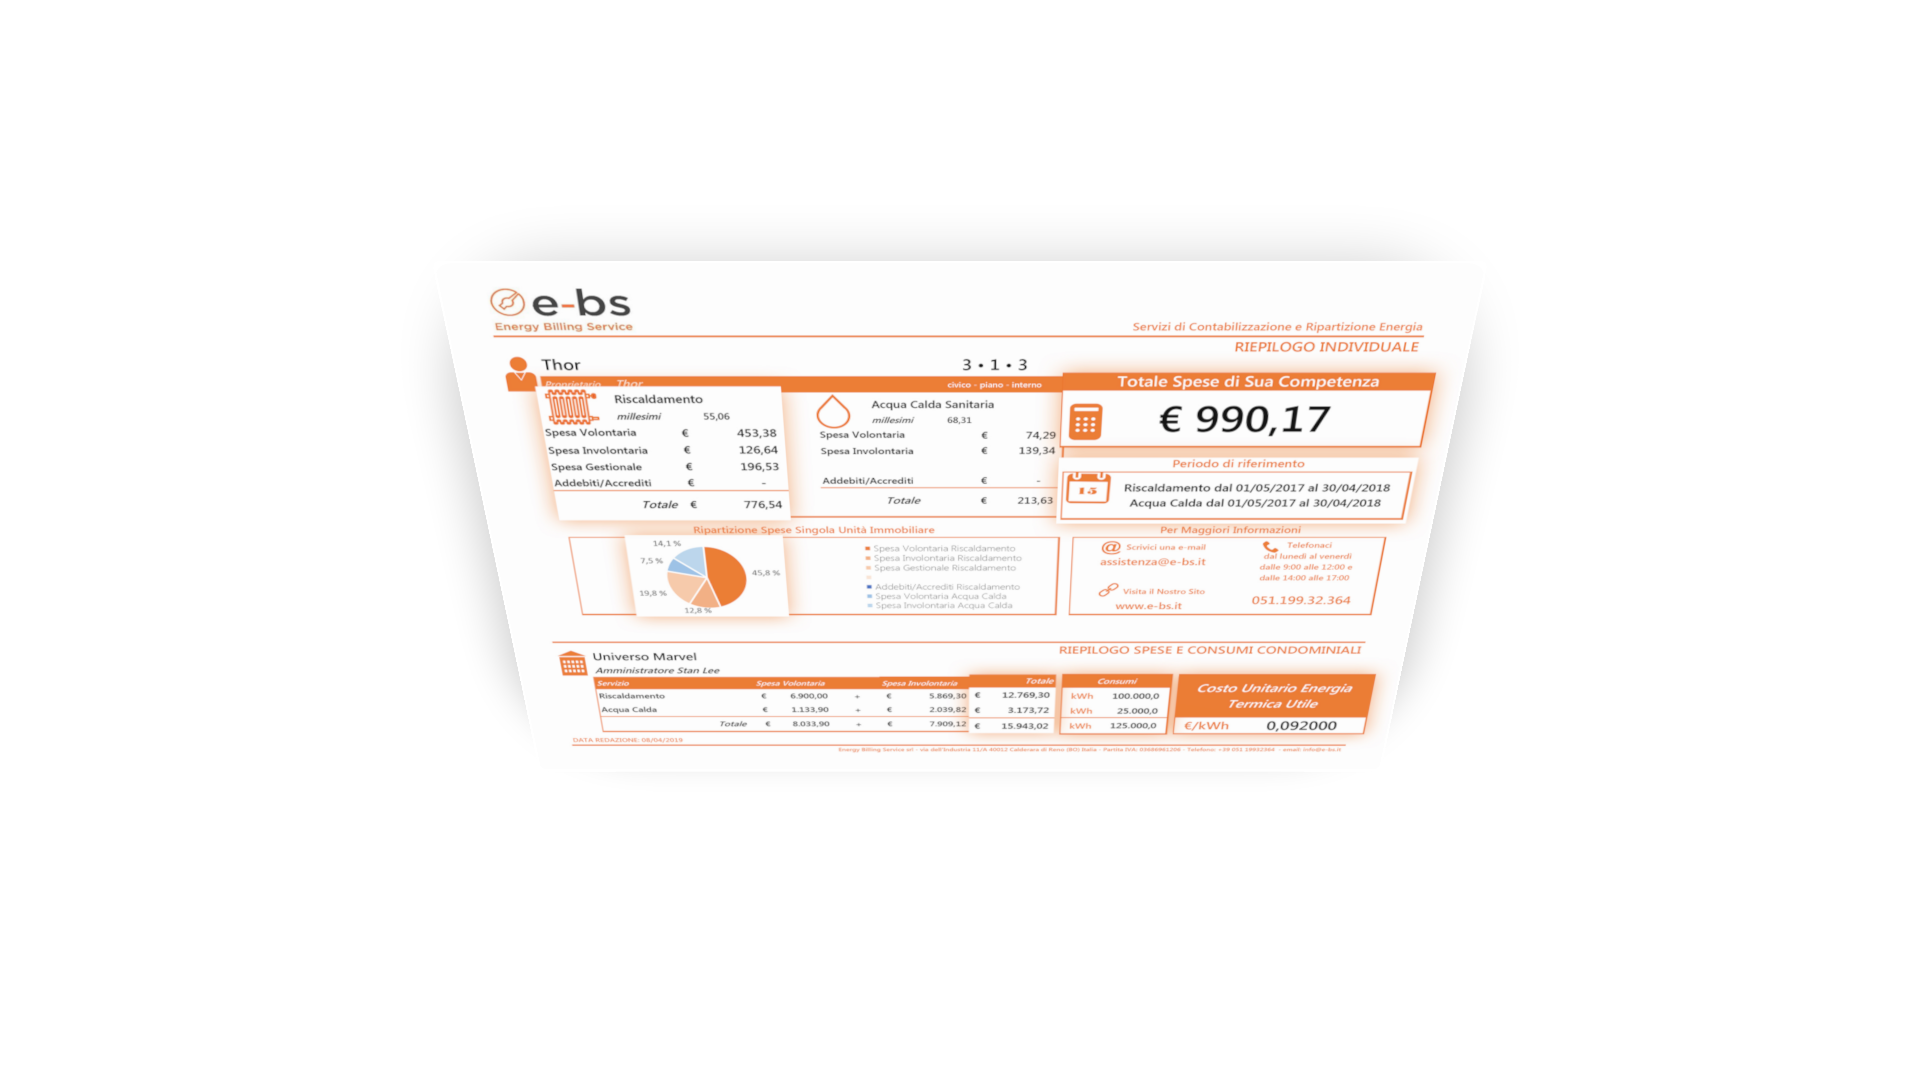 e-bs
Energy Billing Service
Servizi di Contabilizzazione e Ripartizione Energia
RIEPILOGO INDIVIDUALE
Thor
3 • 1 • 3
Proprietario Thor
civico - piano - interno
Riscaldamento
millesimi 55,06
Spesa Volontaria € 453,38
Spesa Involontaria € 126,64
Spesa Gestionale € 196,53
Addebiti/Accrediti € -
Totale € 776,54
Acqua Calda Sanitaria
millesimi 68,31
Spesa Volontaria € 74,29
Spesa Involontaria € 139,34
Addebiti/Accrediti € -
Totale € 213,63
Totale Spese di Sua Competenza
€ 990,17
Periodo di riferimento
15
Riscaldamento dal 01/05/2017 al 30/04/2018
Acqua Calda dal 01/05/2017 al 30/04/2018
Ripartizione Spese Singola Unità Immobiliare
14,1 %
7,5 %
45,8 %
19,8 %
12,8 %
Spesa Volontaria Riscaldamento
Spesa Involontaria Riscaldamento
Spesa Gestionale Riscaldamento
Addebiti/Accrediti Riscaldamento
Spesa Volontaria Acqua Calda
Spesa Involontaria Acqua Calda
Per Maggiori Informazioni
Scrivici una e-mail
assistenza@e-bs.it
Visita il Nostro Sito
www.e-bs.it
Telefonaci
dal lunedì al venerdì
dalle 9:00 alle 12:00 e
dalle 14:00 alle 17:00
051.199.32.364
RIEPILOGO SPESE E CONSUMI CONDOMINIALI
Universo Marvel
Amministratore Stan Lee
Servizio Spesa Volontaria Spesa Involontaria Totale Consumi
Riscaldamento € 6.900,00 + € 5.869,30 € 12.769,30 kWh 100.000,0
Acqua Calda € 1.133,90 + € 2.039,82 € 3.173,72 kWh 25.000,0
Totale € 8.033,90 + € 7.909,12 € 15.943,02 kWh 125.000,0
Costo Unitario Energia
Termica Utile
€/kWh 0,092000
DATA REDAZIONE: 08/04/2019
Energy Billing Service srl - via dell'Industria 11/A 40012 Calderara di Reno (BO) Italia - Partita IVA: - Telefono: +39 051 19932364 - email: info@e-bs.it